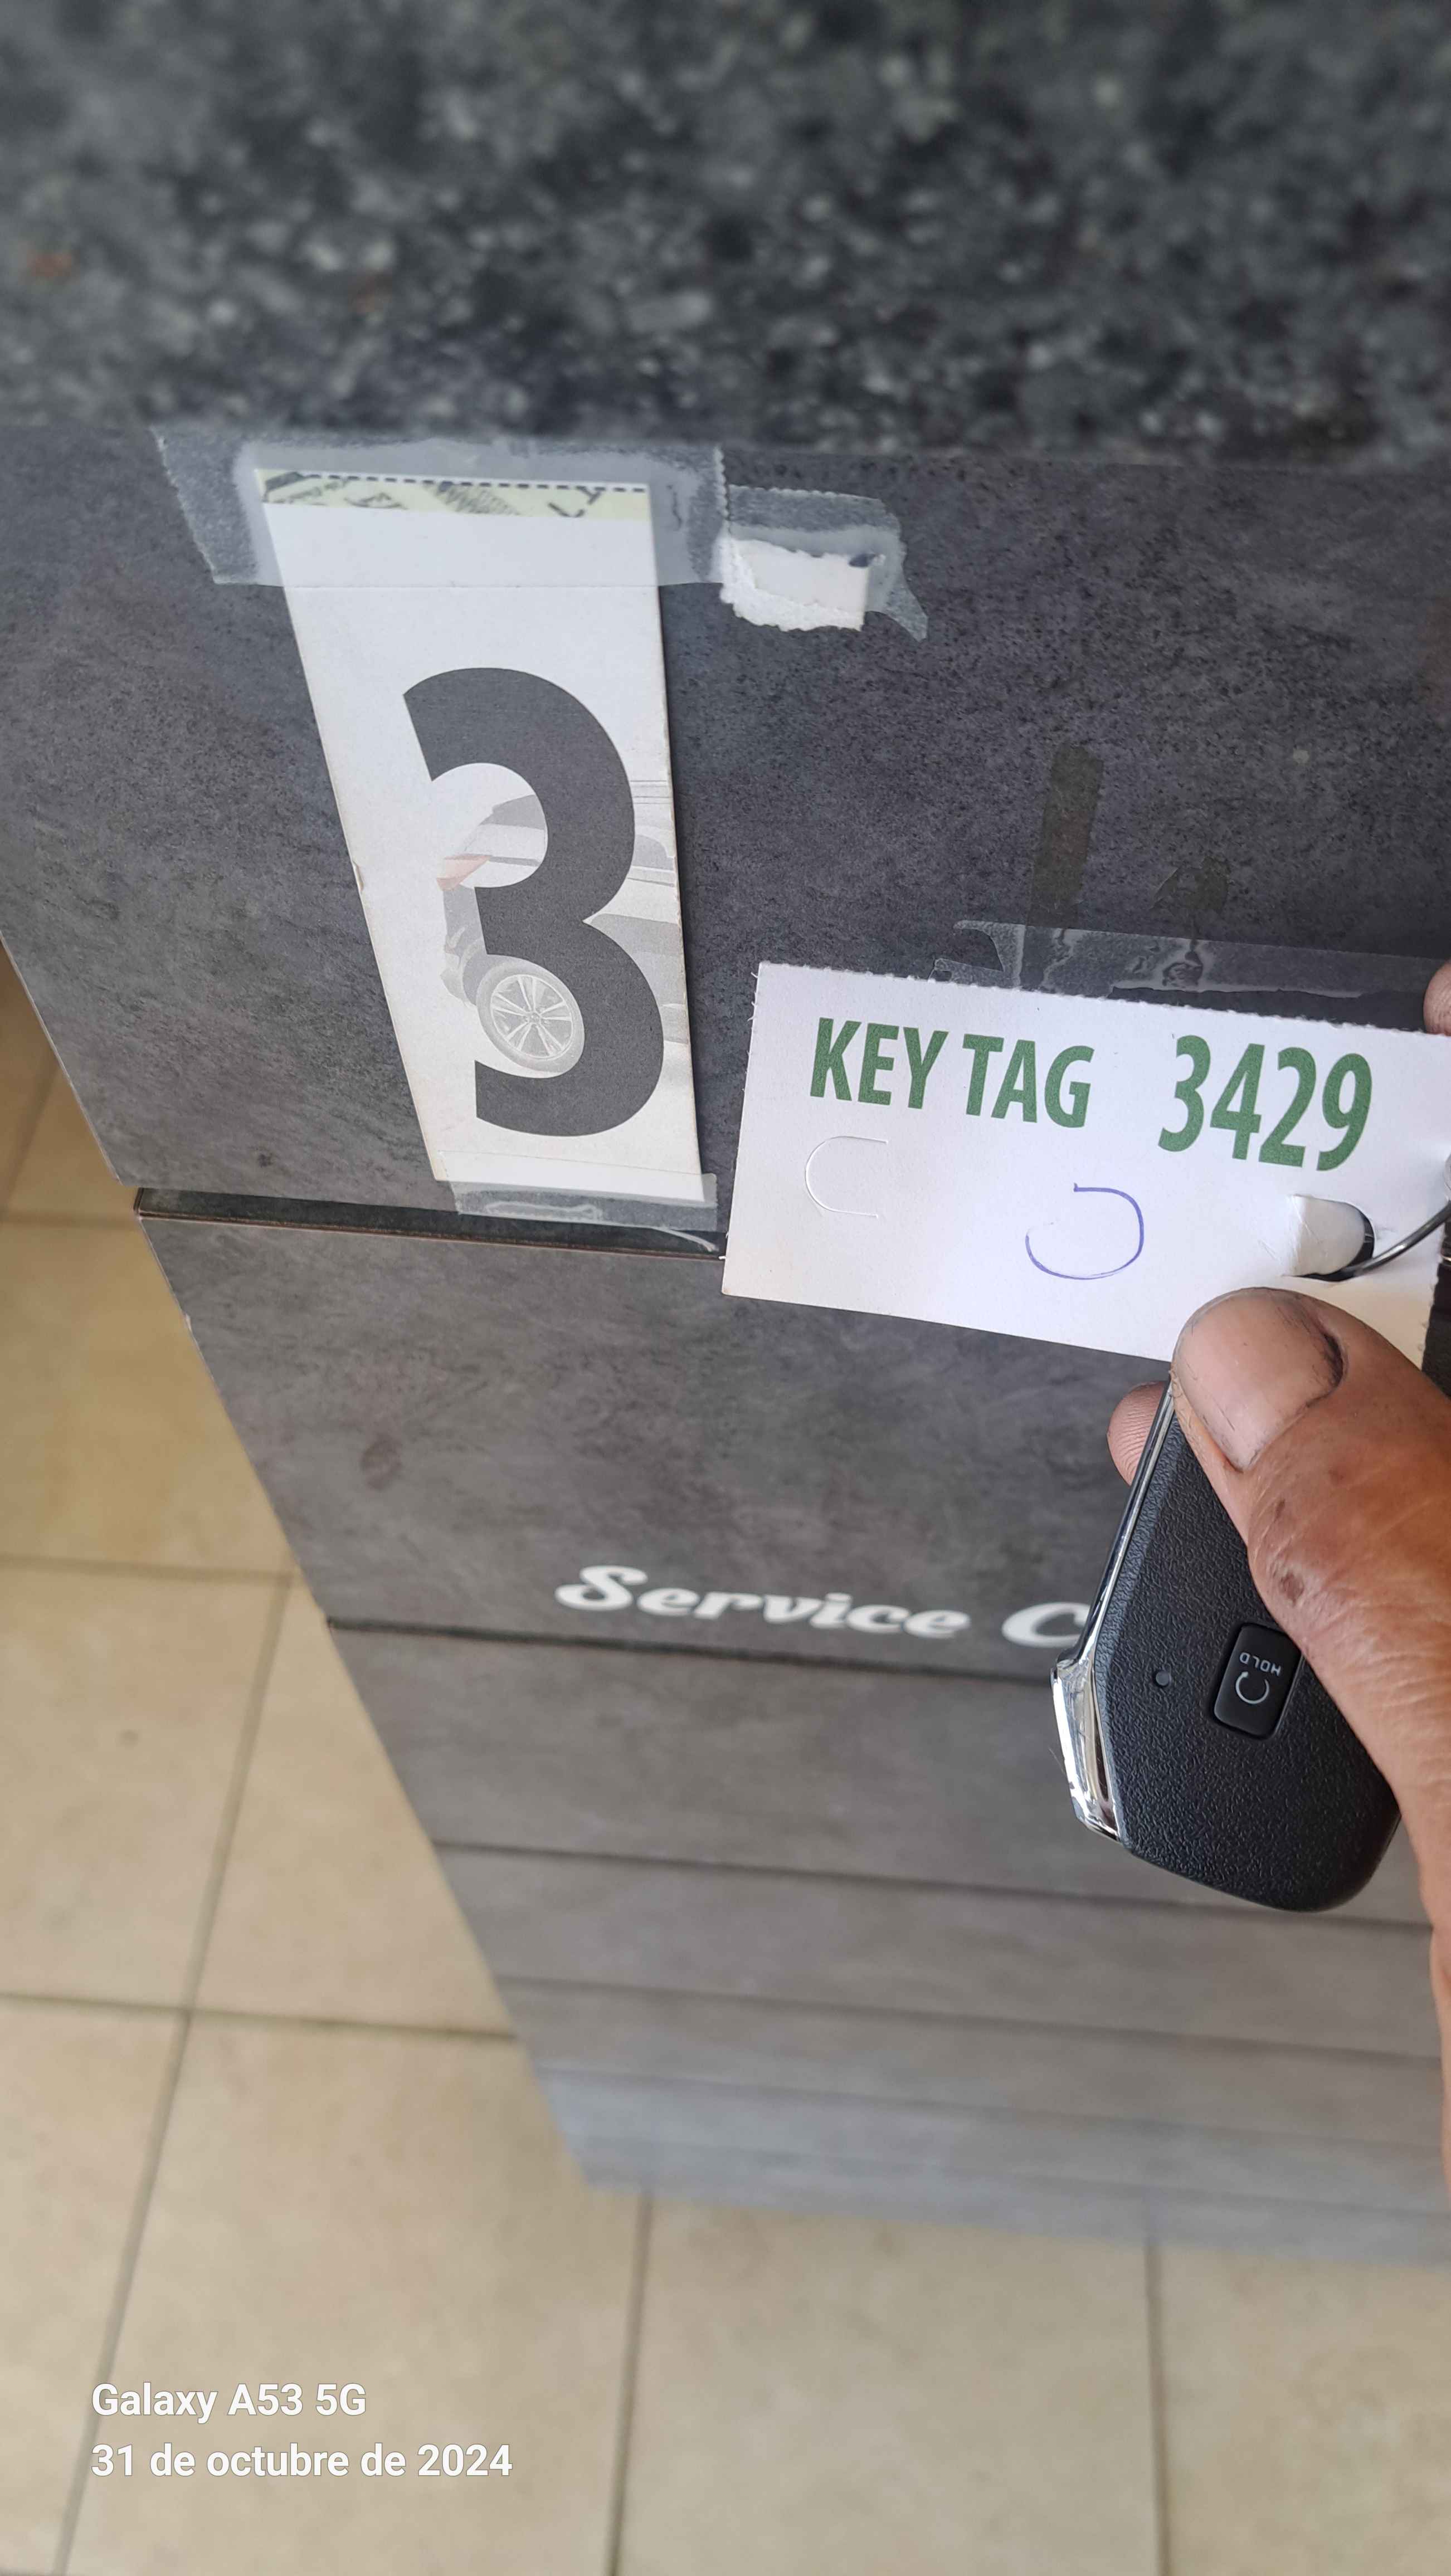 3
KEY TAG 3429
Service
HOLD
Galaxy A53 5G
31 de octubre de 2024